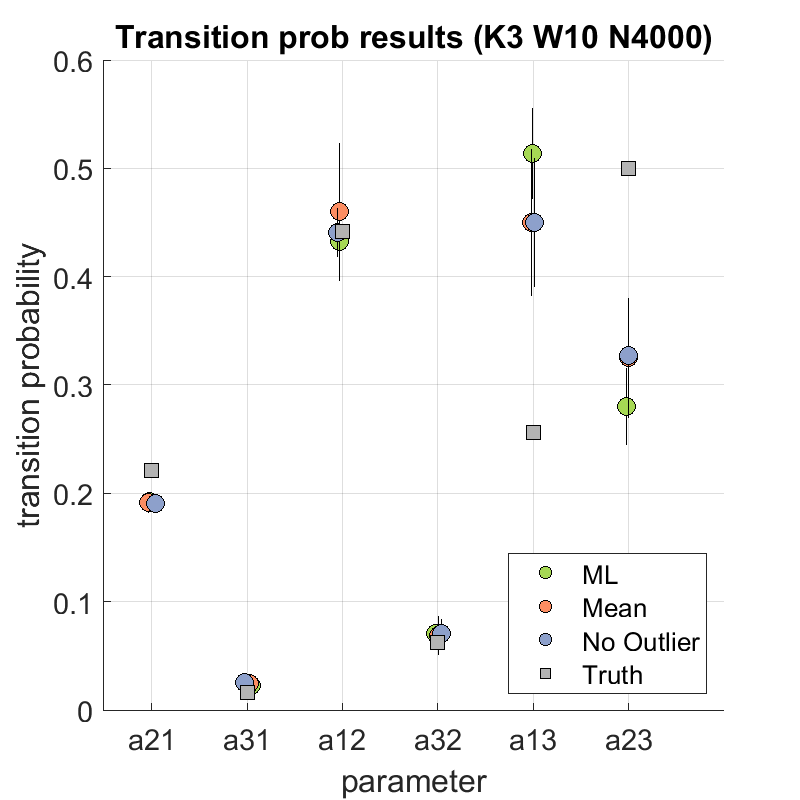 Transition prob results (K3 W10 N4000)
0.6
0.5
0.4
0.3
0.2
0.1
0
transition probability
ML
Mean
No Outlier
Truth
a21 a31 a12 a32 a13 a23
parameter